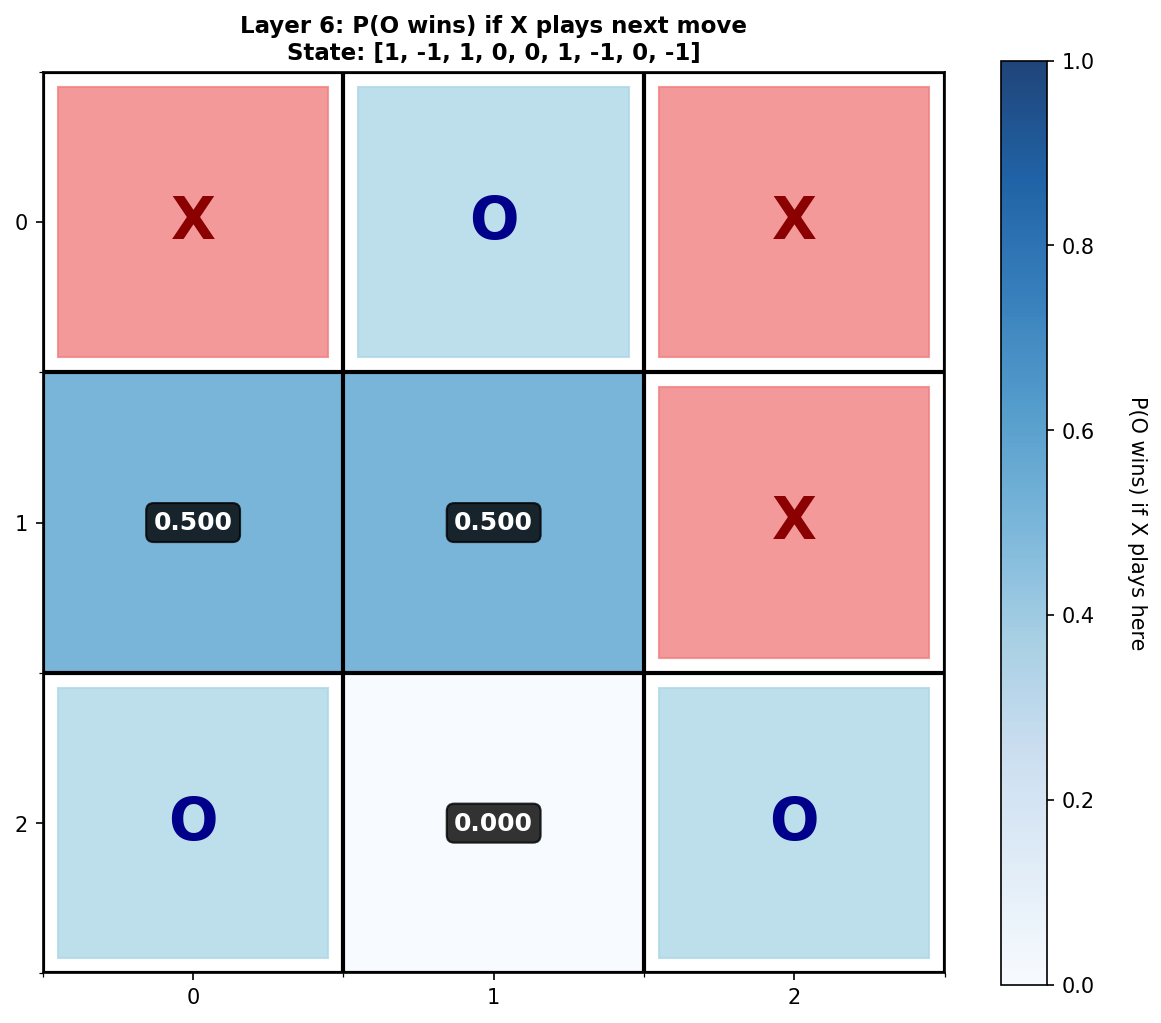 Layer 6: P(O wins) if X plays next move
State: [1, -1, 1, 0, 0, 1, -1, 0, -1]
X
O
X
0
0.500
0.500
X
1
O
0.000
O
2
0
1
2
1.0
0.8
0.6
0.4
0.2
0.0
P(O wins) if X plays here